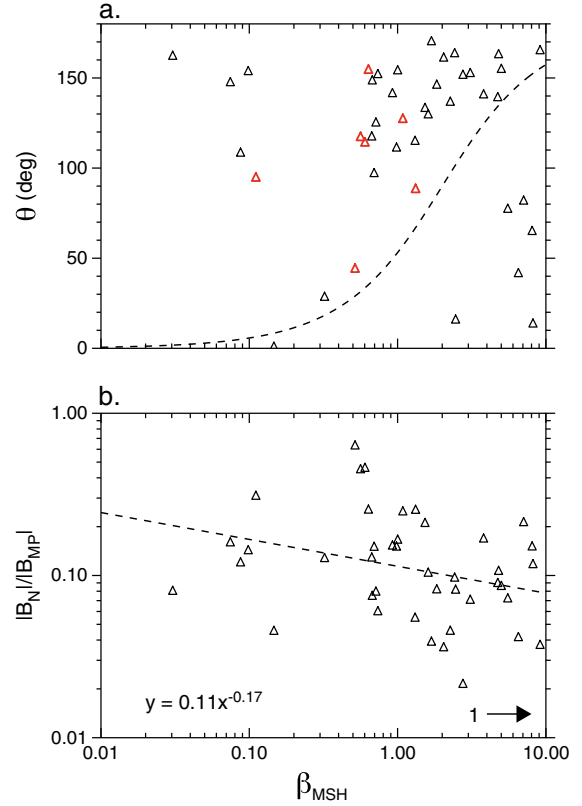 a.
150
100
50
0
θ (deg)
b.
1.00
0.10
0.01
|B_N|/|B_MP|
y = 0.11x^-0.17
1
0.01 0.10 1.00 10.00
β_MSH